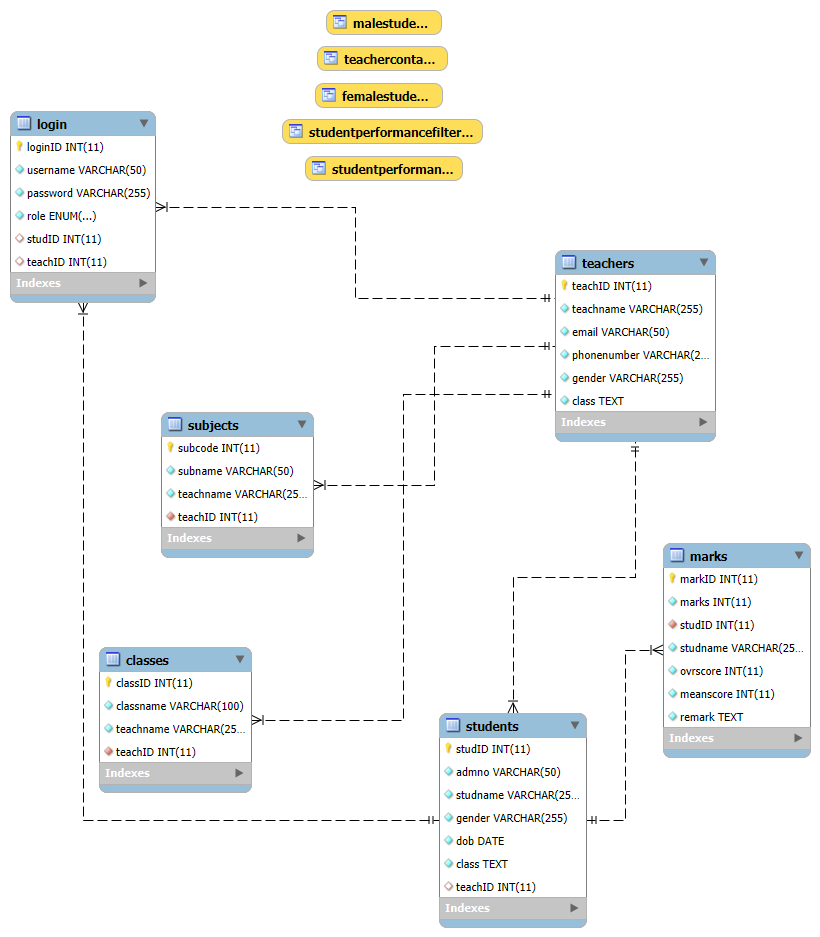 malestude...
teacherconta...
femalestude...
studentperformancefilter...
studentperforman...
login
loginID INT(11)
username VARCHAR(50)
password VARCHAR(255)
role ENUM(...)
studID INT(11)
teachID INT(11)
Indexes
teachers
teachID INT(11)
teachname VARCHAR(255)
email VARCHAR(50)
phonenumber VARCHAR(2...
gender VARCHAR(255)
class TEXT
Indexes
subjects
subcode INT(11)
subname VARCHAR(50)
teachname VARCHAR(25...
teachID INT(11)
Indexes
marks
markID INT(11)
marks INT(11)
studID INT(11)
studname VARCHAR(25...
ovrscore INT(11)
meanscore INT(11)
remark TEXT
Indexes
classes
classID INT(11)
classname VARCHAR(100)
teachname VARCHAR(25...
teachID INT(11)
Indexes
students
studID INT(11)
admno VARCHAR(50)
studname VARCHAR(25...
gender VARCHAR(255)
dob DATE
class TEXT
teachID INT(11)
Indexes